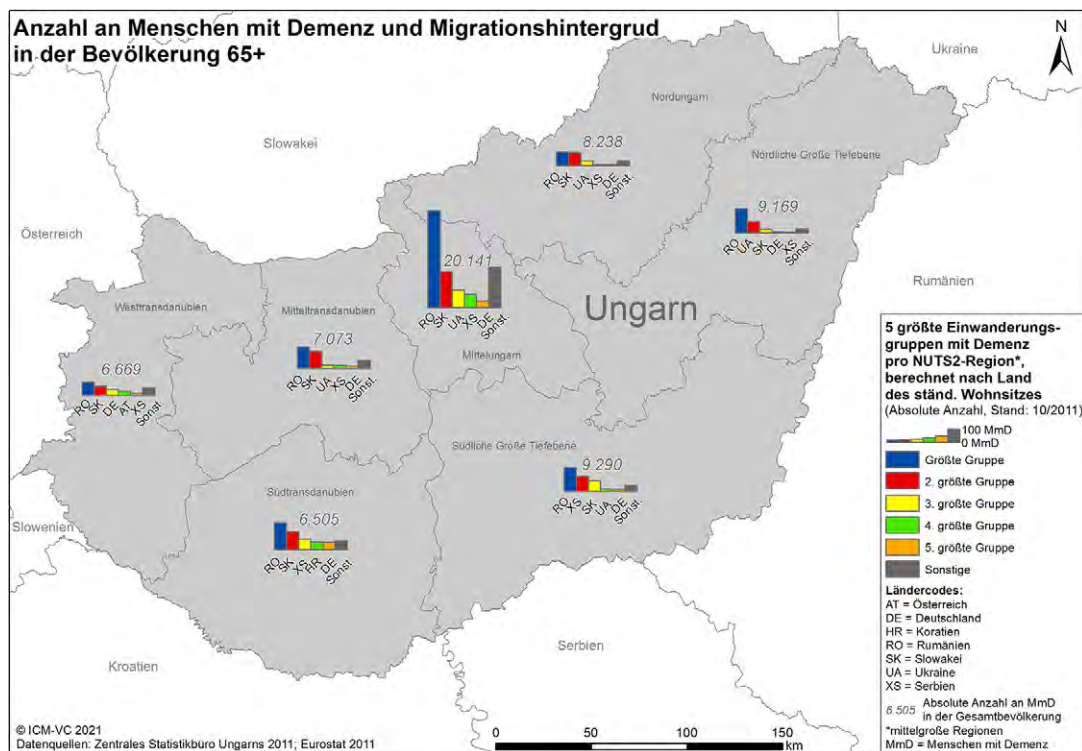 Anzahl an Menschen mit Demenz und Migrationshintergrud
in der Bevölkerung 65+
N
Ukraine
Slowakei
Nordungarn
8.238
RO SK UA XS DE Sonst.
Nördliche Große Tiefebene
9.169
RO UA SK DE XS Sonst.
Österreich
20.141
RO SK UA XS DE Sonst.
Ungarn
Rumänien
Westtransdanubien
Mitteltransdanubien
Mittelungarn
7.073
RO SK UA XS DE Sonst.
6 669
RO SK DE AT XS Sonst.
Südliche Große Tiefebene
9.290
RO XS SK UA DE Sonst.
Südtransdanubien
6.505
RO SK XS HR DE Sonst.
Slowenien
Kroatien
Serbien
5 größte Einwanderungs-
gruppen mit Demenz
pro NUTS2-Region*,
berechnet nach Land
des ständ. Wohnsitzes
(Absolute Anzahl, Stand: 10/2011)
100 MmD
0 MmD
Größte Gruppe
2. größte Gruppe
3. größte Gruppe
4. größte Gruppe
5. größte Gruppe
Sonstige
Ländercodes:
AT = Österreich
DE = Deutschland
HR = Koratien
RO = Rumänien
SK = Slowakei
UA = Ukraine
XS = Serbien
6.505 Absolute Anzahl an MmD
in der Gesamtbevölkerung
*mittelgroße Regionen
MmD = Menschen mit Demenz
© ICM-VC 2021
Datenquellen: Zentrales Statistikbüro Ungarns 2011; Eurostat 2011
0 50 100 150
km